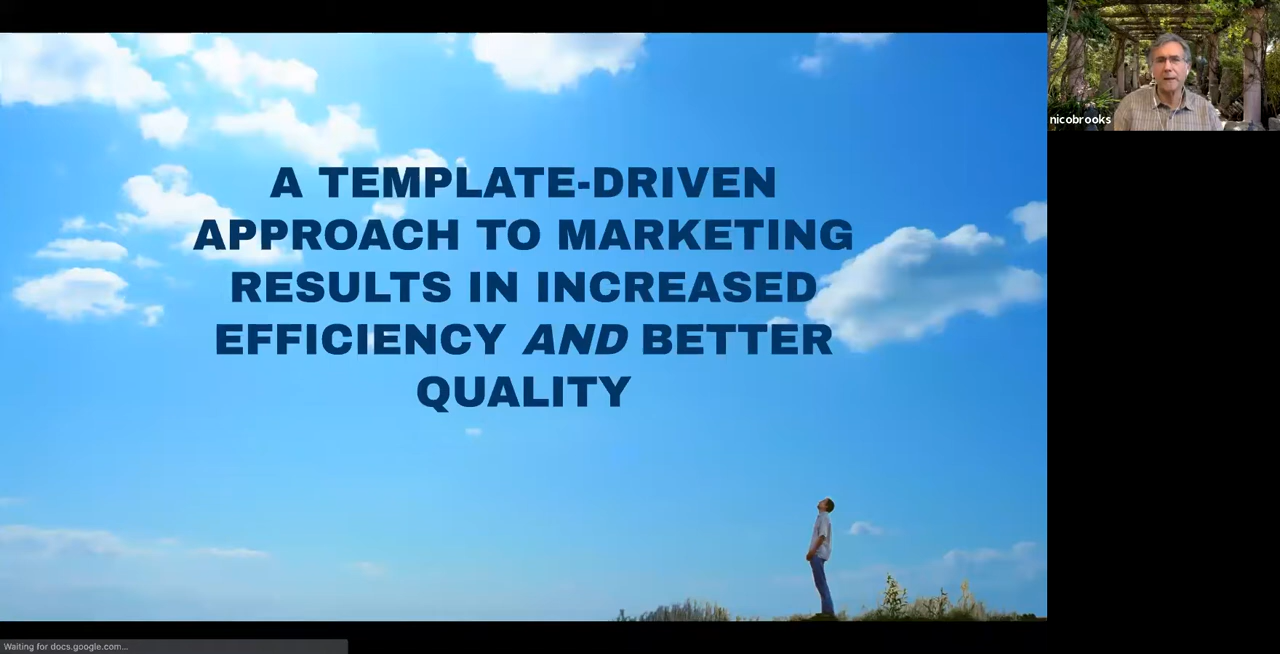 A TEMPLATE-DRIVEN
APPROACH TO MARKETING
RESULTS IN INCREASED
EFFICIENCY AND BETTER
QUALITY
nicobrooks
Waiting for docs.google.com...